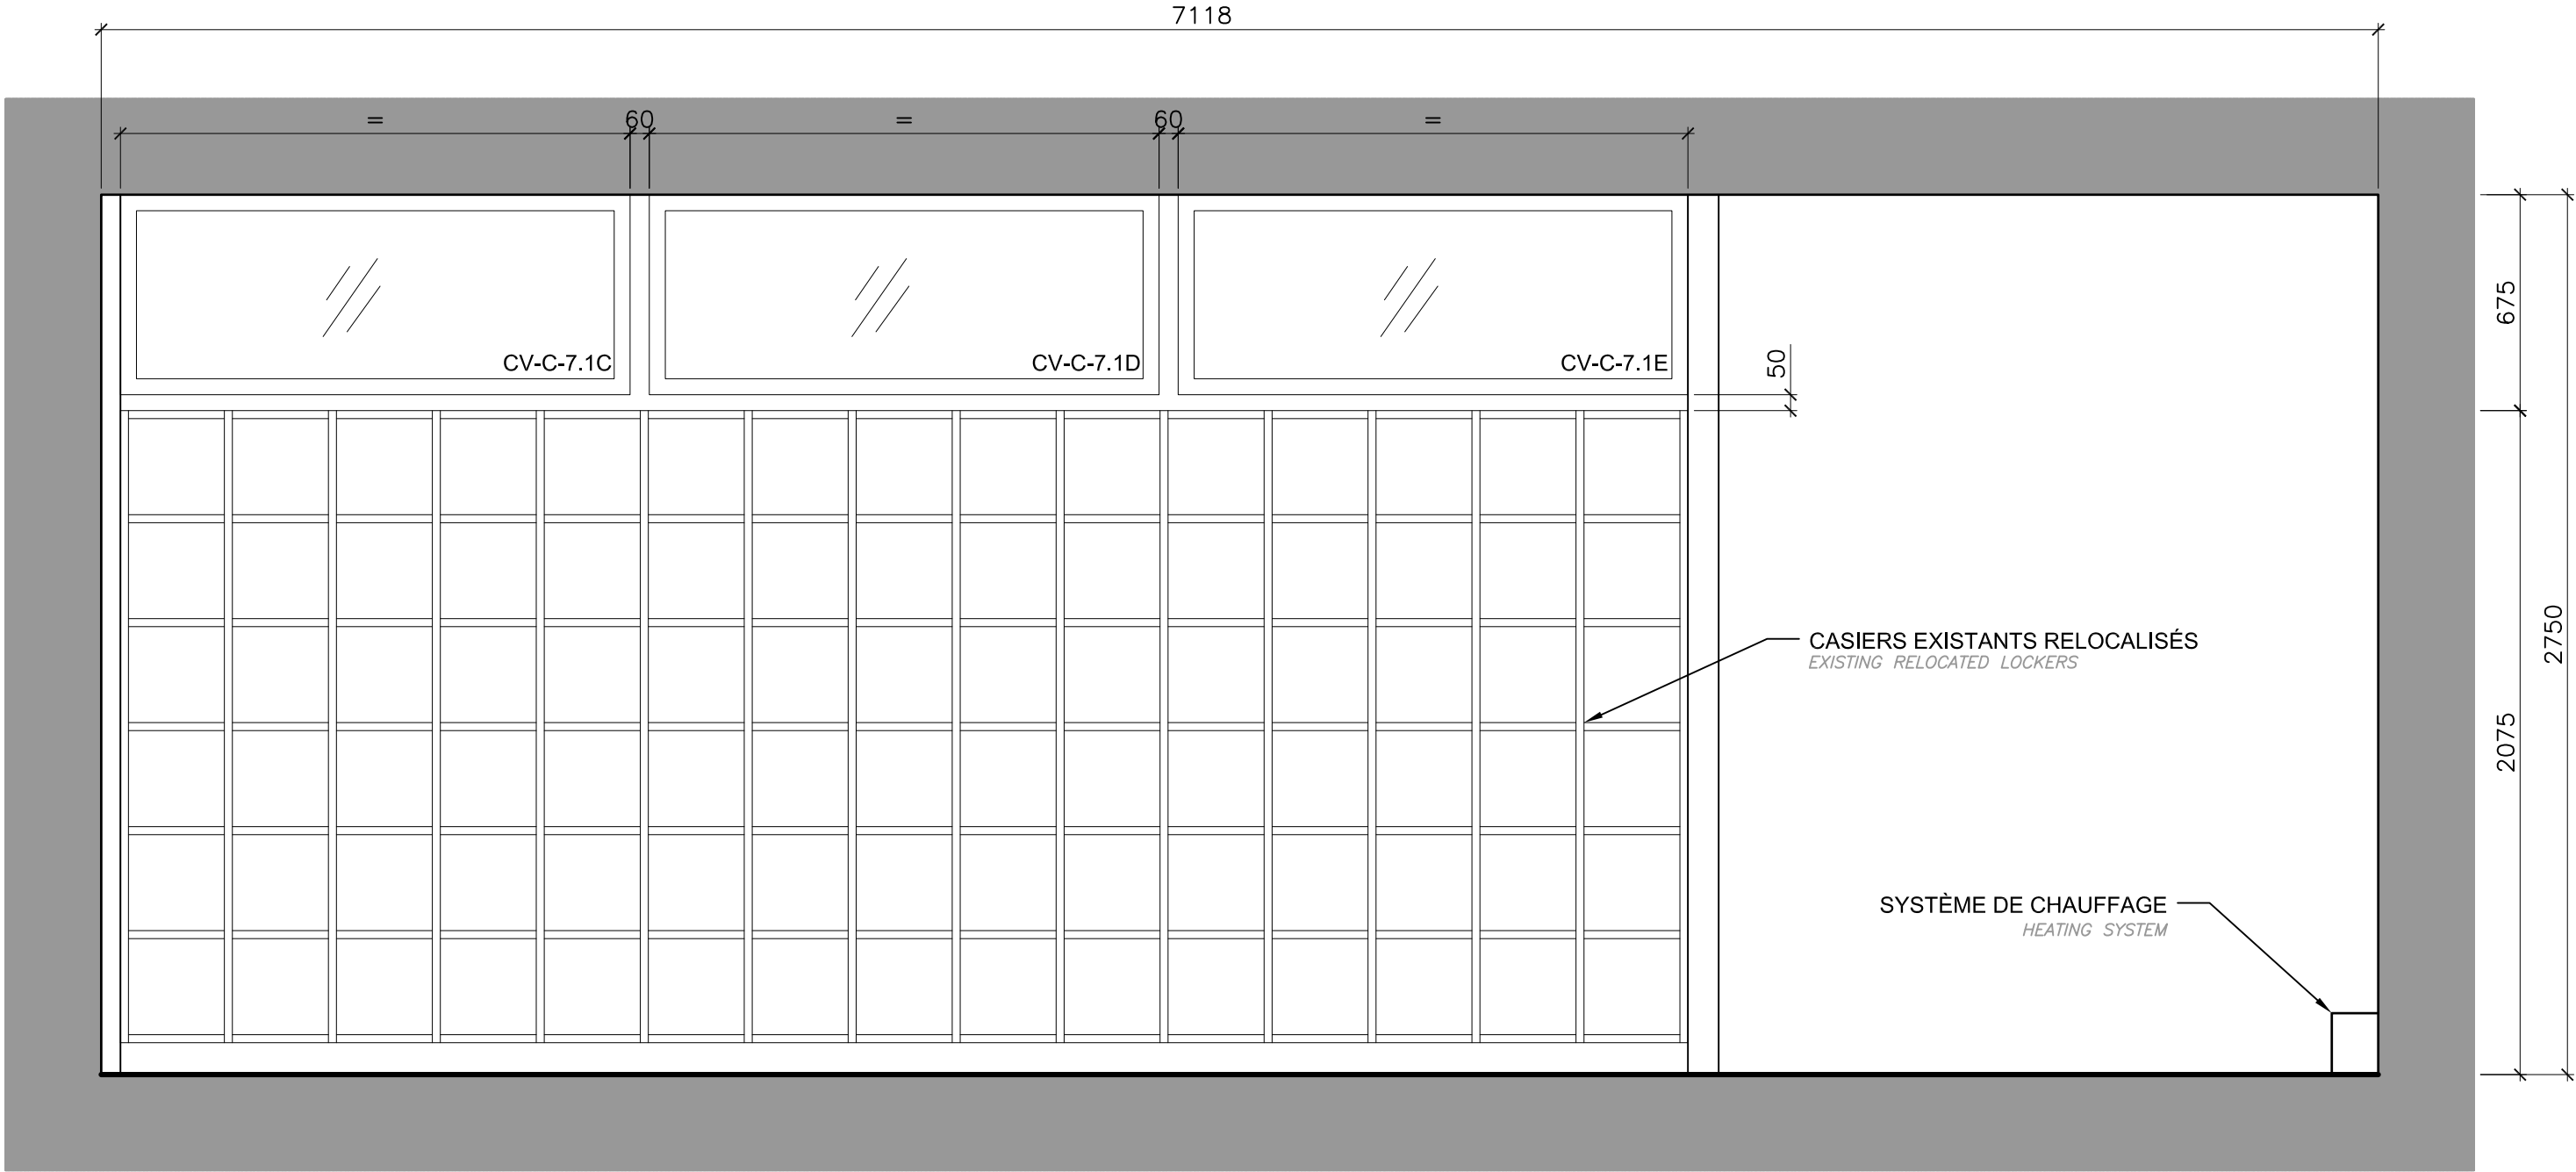 7118
= 60 = 60 =
675
50
CV-C-7.1C CV-C-7.1D CV-C-7.1E
2750
2075
CASIERS EXISTANTS RELOCALISÉS
EXISTING RELOCATED LOCKERS
SYSTÈME DE CHAUFFAGE
HEATING SYSTEM